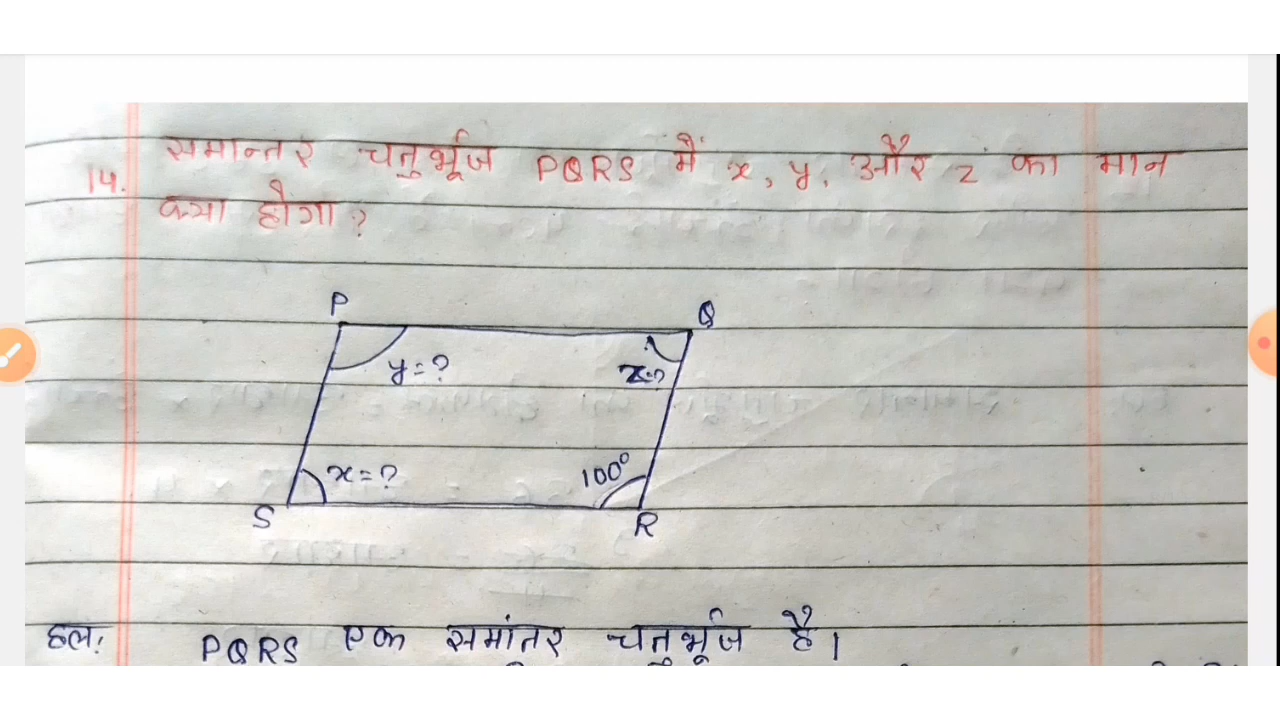 14. समान्तर चतुर्भूज PQRS में x, y, और z का मान
क्या होगा?
P
Q
y=?
z=?
x=?
100°
S
R
हल: PQRS एक समांतर चतुर्भूज है।